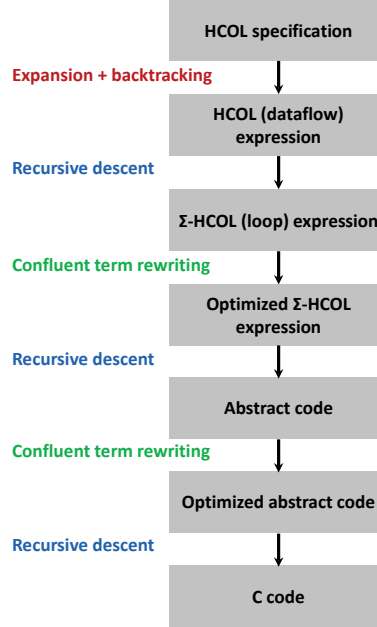 HCOL specification
Expansion + backtracking
HCOL (dataflow)
expression
Recursive descent
Σ-HCOL (loop) expression
Confluent term rewriting
Optimized Σ-HCOL
expression
Recursive descent
Abstract code
Confluent term rewriting
Optimized abstract code
Recursive descent
C code